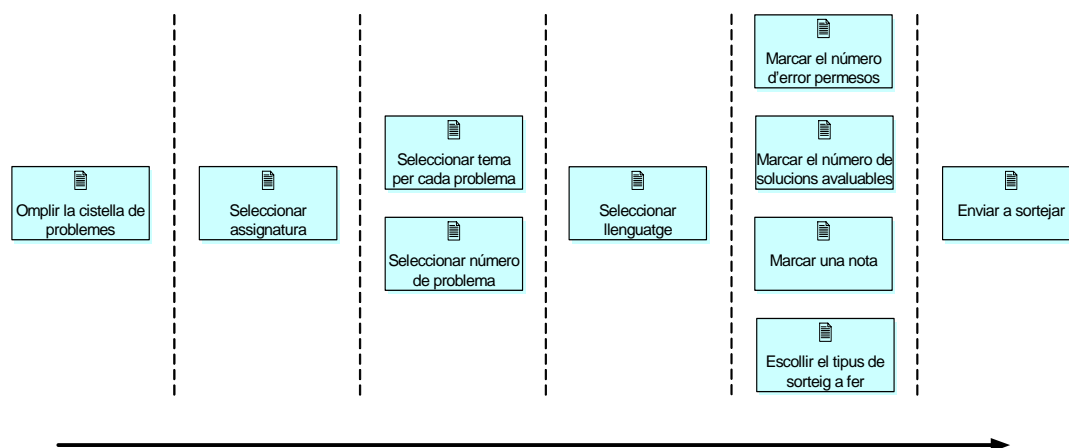 Omplir la cistella de
problemes
Seleccionar
assignatura
Seleccionar tema
per cada problema
Seleccionar número
de problema
Seleccionar
llenguatge
Marcar el número
d'error permesos
Marcar el número de
solucions avaluables
Marcar una nota
Escollir el tipus de
sorteig a fer
Enviar a sortejar